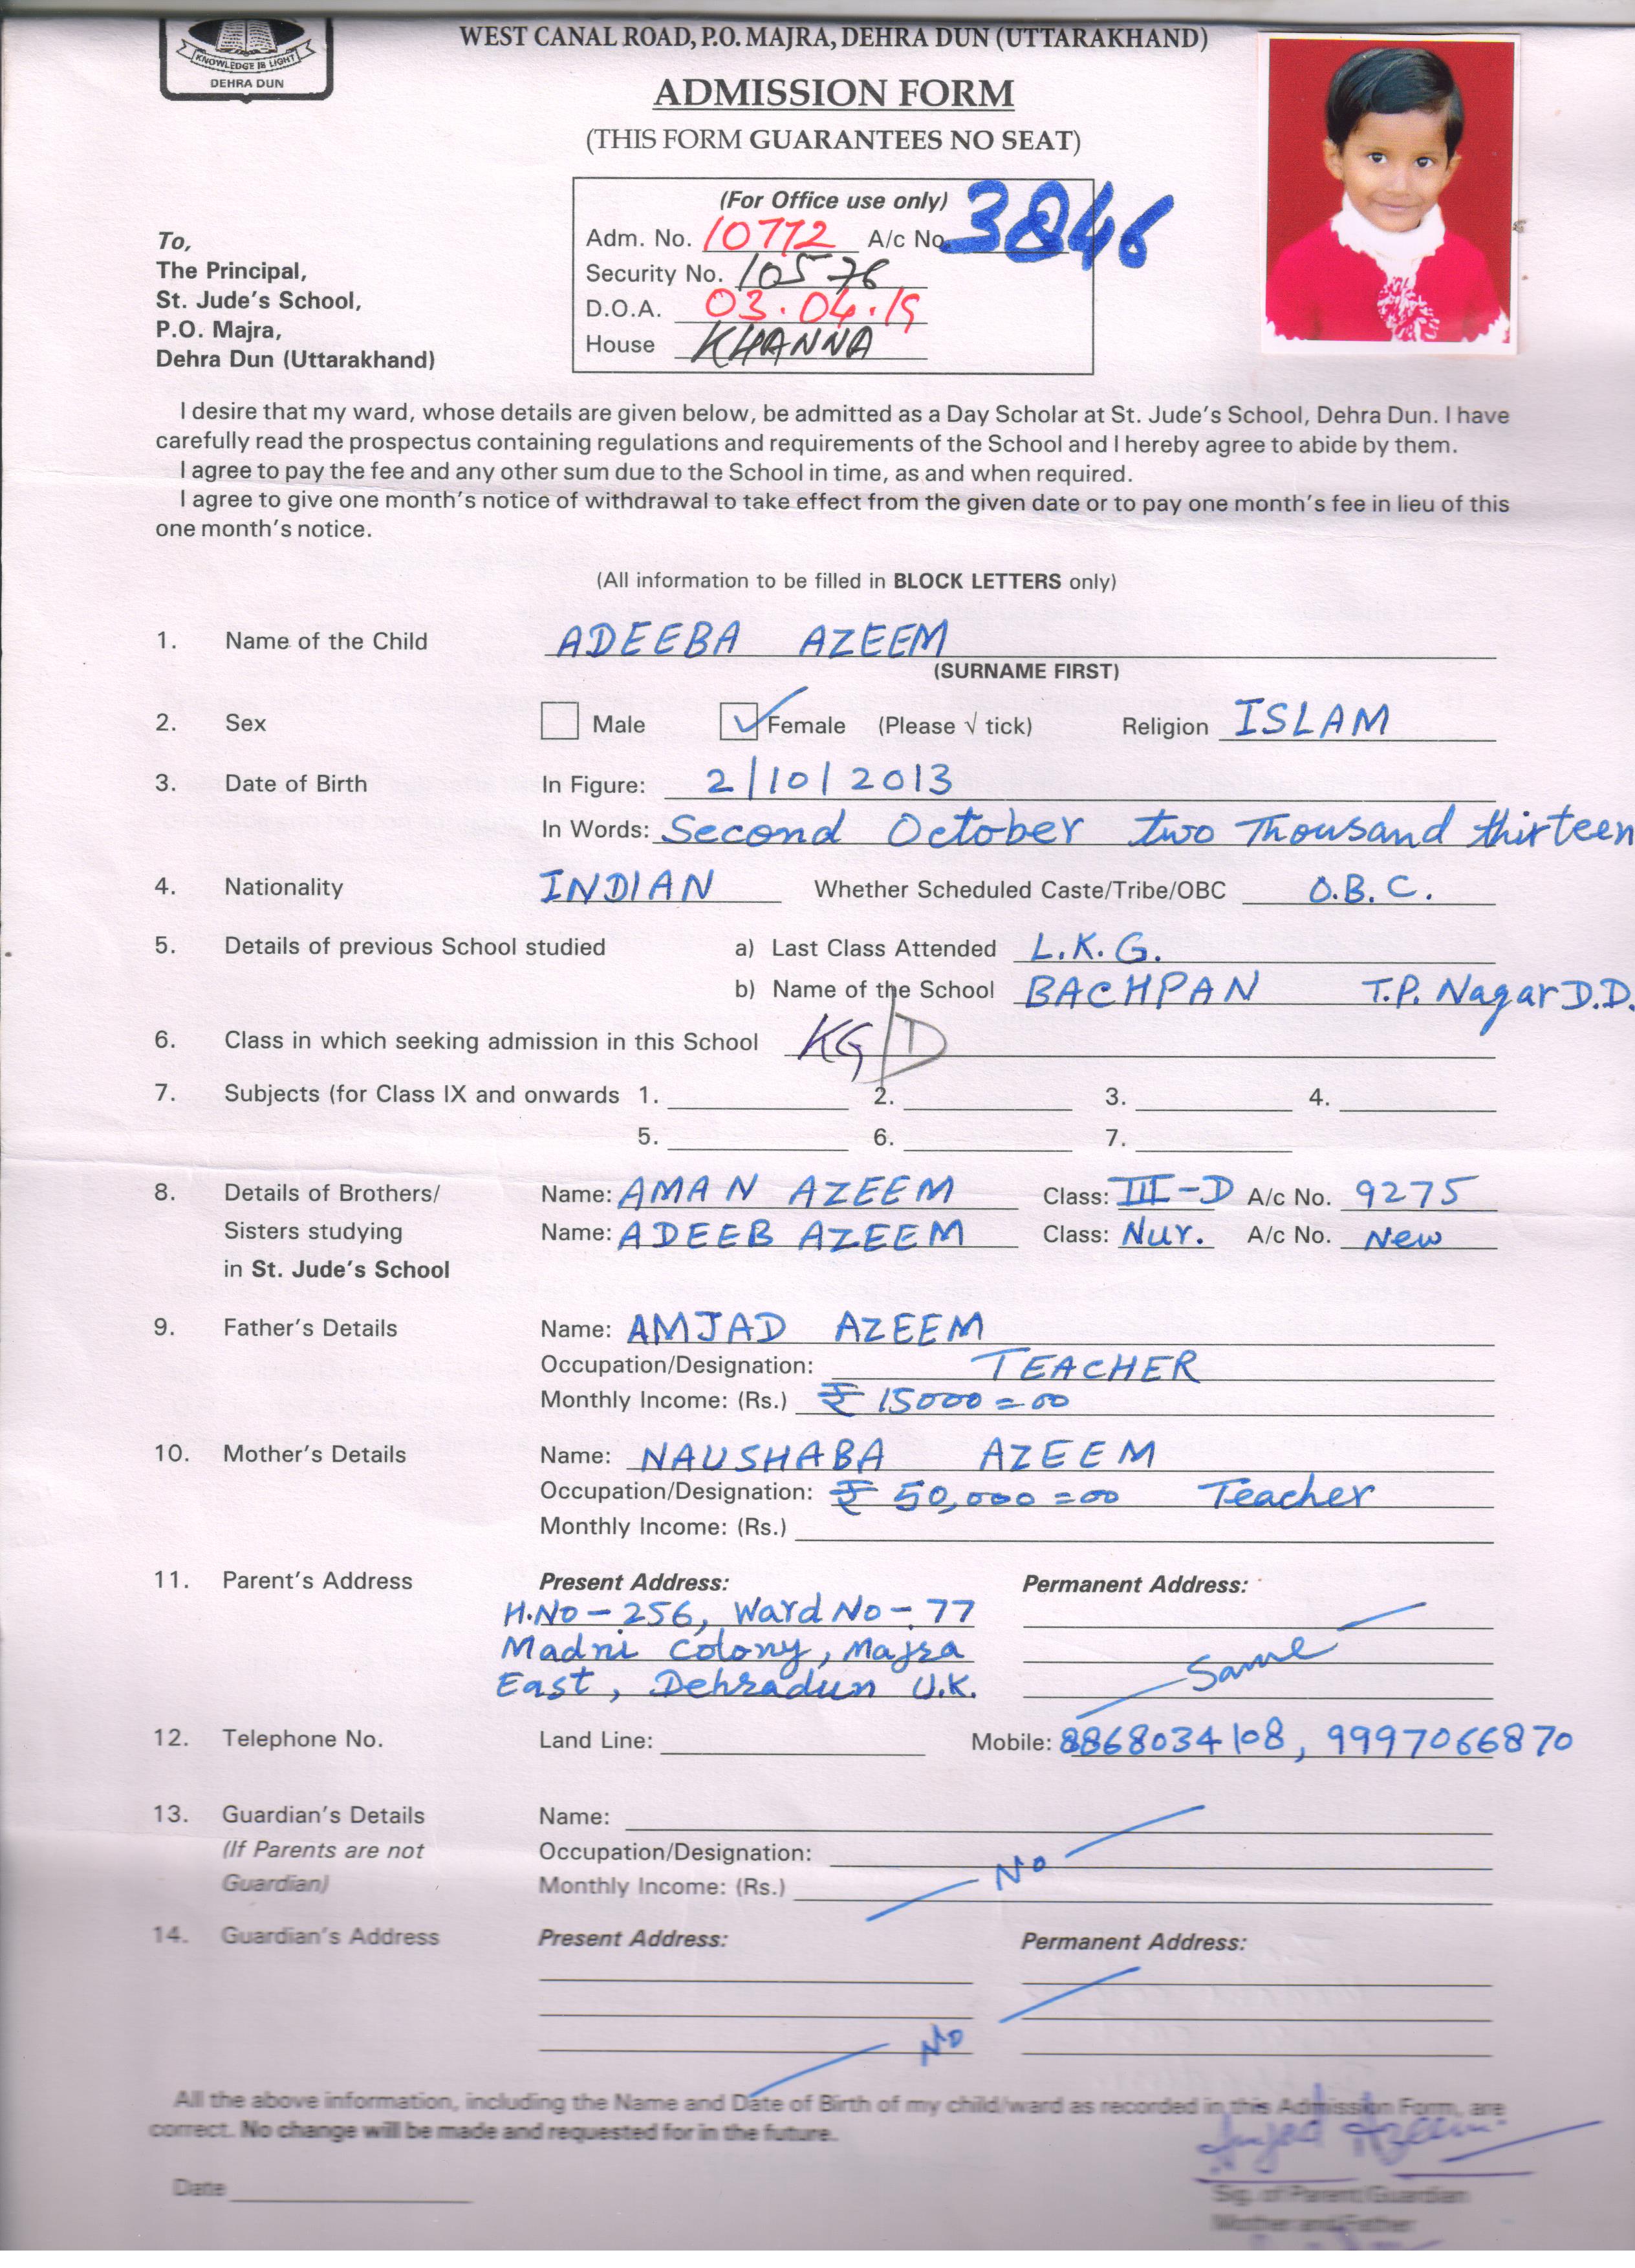 KNOWLEDGE IS LIGHT
DEHRA DUN
WEST CANAL ROAD, P.O. MAJRA, DEHRA DUN (UTTARAKHAND)
ADMISSION FORM
(THIS FORM GUARANTEES NO SEAT)
(For Office use only)
Adm. No. 10772 A/c No. 3846
Security No. 10576
D.O.A. 03.04.19
House KHANNA
To,
The Principal,
St. Jude's School,
P.O. Majra,
Dehra Dun (Uttarakhand)
I desire that my ward, whose details are given below, be admitted as a Day Scholar at St. Jude's School, Dehra Dun. I have
carefully read the prospectus containing regulations and requirements of the School and I hereby agree to abide by them.
I agree to pay the fee and any other sum due to the School in time, as and when required.
I agree to give one month's notice of withdrawal to take effect from the given date or to pay one month's fee in lieu of this
one month's notice.
(All information to be filled in BLOCK LETTERS only)
1. Name of the Child ADEEBA AZEEM
(SURNAME FIRST)
2. Sex Male Female (Please √ tick) Religion ISLAM
3. Date of Birth In Figure: 2/10/2013
In Words: Second October two Thousand thirteen
4. Nationality INDIAN Whether Scheduled Caste/Tribe/OBC O.B.C.
5. Details of previous School studied a) Last Class Attended L.K.G.
b) Name of the School BACHPAN T.P. Nagar D.D.
6. Class in which seeking admission in this School KG/D
7. Subjects (for Class IX and onwards 1. 2. 3. 4.
5. 6. 7.
8. Details of Brothers/ Name: AMAN AZEEM Class: III-D A/c No. 9275
Sisters studying Name: ADEEB AZEEM Class: Nur. A/c No. New
in St. Jude's School
9. Father's Details Name: AMJAD AZEEM
Occupation/Designation: TEACHER
Monthly Income: (Rs.) ₹ 15000=00
10. Mother's Details Name: NAUSHABA AZEEM
Occupation/Designation: ₹ 50,000=00 Teacher
Monthly Income: (Rs.)
11. Parent's Address Present Address: Permanent Address:
H.No-256, Ward No-77
Madni Colony, Majra
East, Dehradun U.K.
Same
12. Telephone No. Land Line: Mobile: 8868034108, 9997066870
13. Guardian's Details Name:
(If Parents are not Occupation/Designation: No
Guardian) Monthly Income: (Rs.)
14. Guardian's Address Present Address: Permanent Address:
No
All the above information, including the Name and Date of Birth of my child/ward as recorded in this Admission Form, are
correct. No change will be made and requested for in the future.
Amjad Azeem
Date
Sig. of Parent/Guardian
Mother and Father